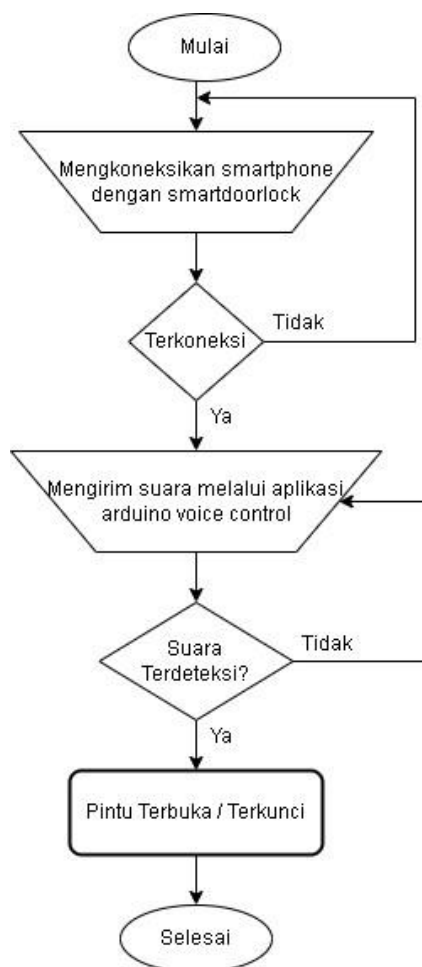 Mulai
Mengkoneksikan smartphone
dengan smartdoorlock
Terkoneksi
Tidak
Ya
Mengirim suara melalui aplikasi
arduino voice control
Suara
Terdeteksi?
Tidak
Ya
Pintu Terbuka / Terkunci
Selesai